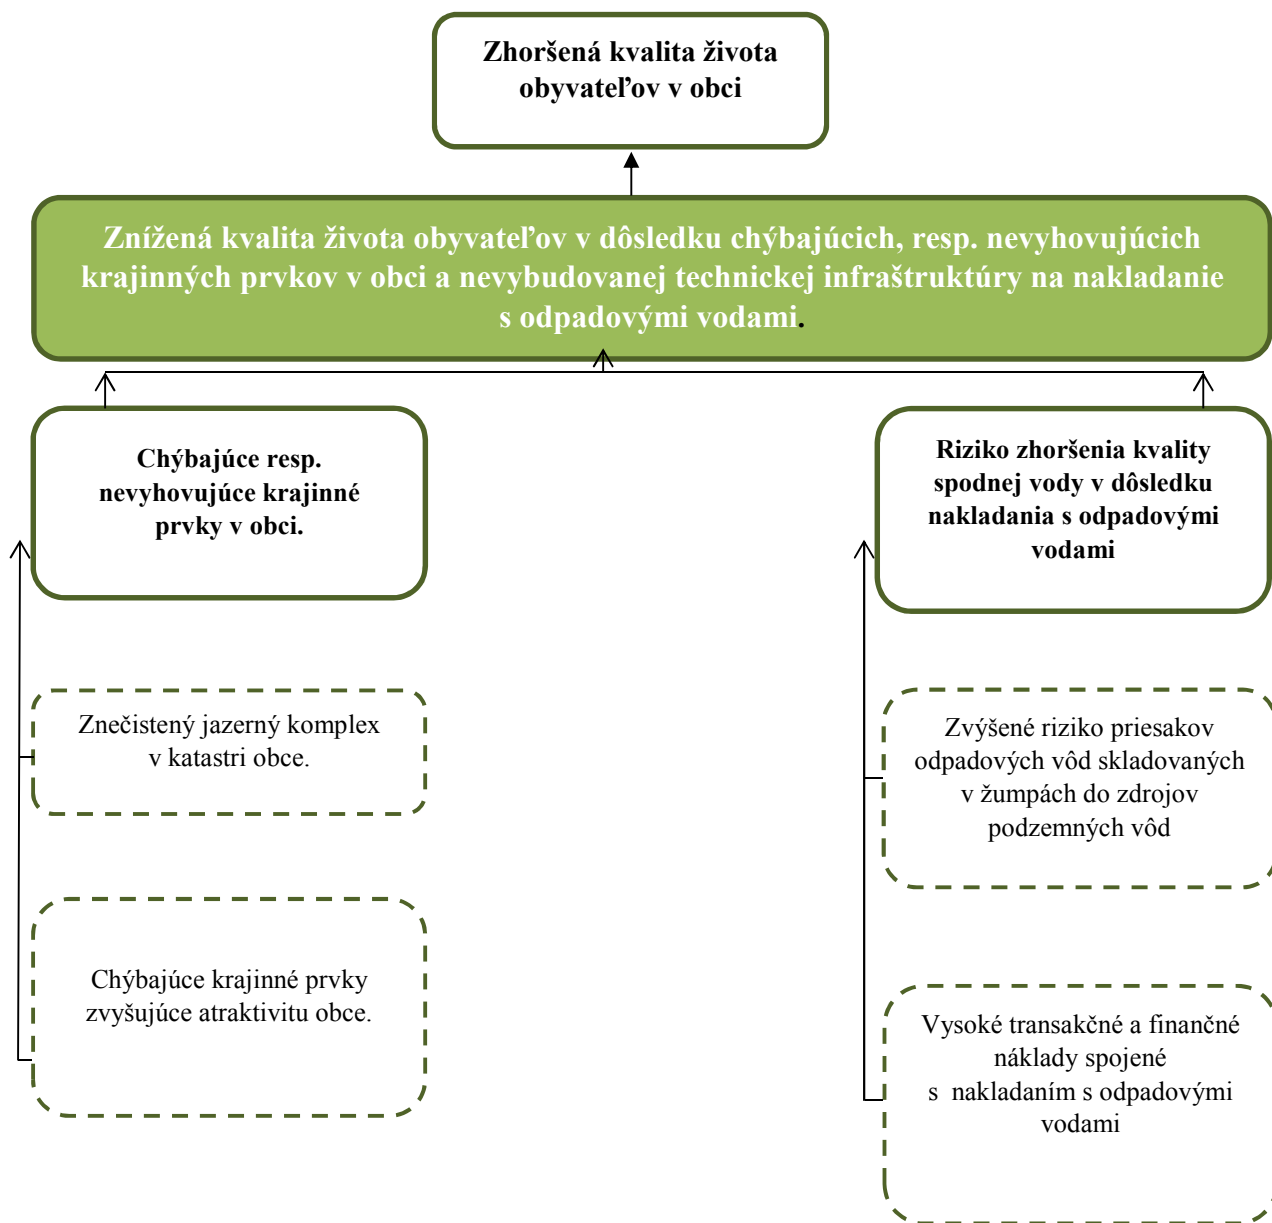 Zhoršená kvalita života
obyvateľov v obci
Znížená kvalita života obyvateľov v dôsledku chýbajúcich, resp. nevyhovujúcich
krajinných prvkov v obci a nevybudovanej technickej infraštruktúry na nakladanie
s odpadovými vodami.
Chýbajúce resp.
nevyhovujúce krajinné
prvky v obci.
Riziko zhoršenia kvality
spodnej vody v dôsledku
nakladania s odpadovými
vodami
Znečistený jazerný komplex
v katastri obce.
Zvýšené riziko priesakov
odpadových vôd skladovaných
v žumpách do zdrojov
podzemných vôd
Chýbajúce krajinné prvky
zvyšujúce atraktivitu obce.
Vysoké transakčné a finančné
náklady spojené
s nakladaním s odpadovými
vodami